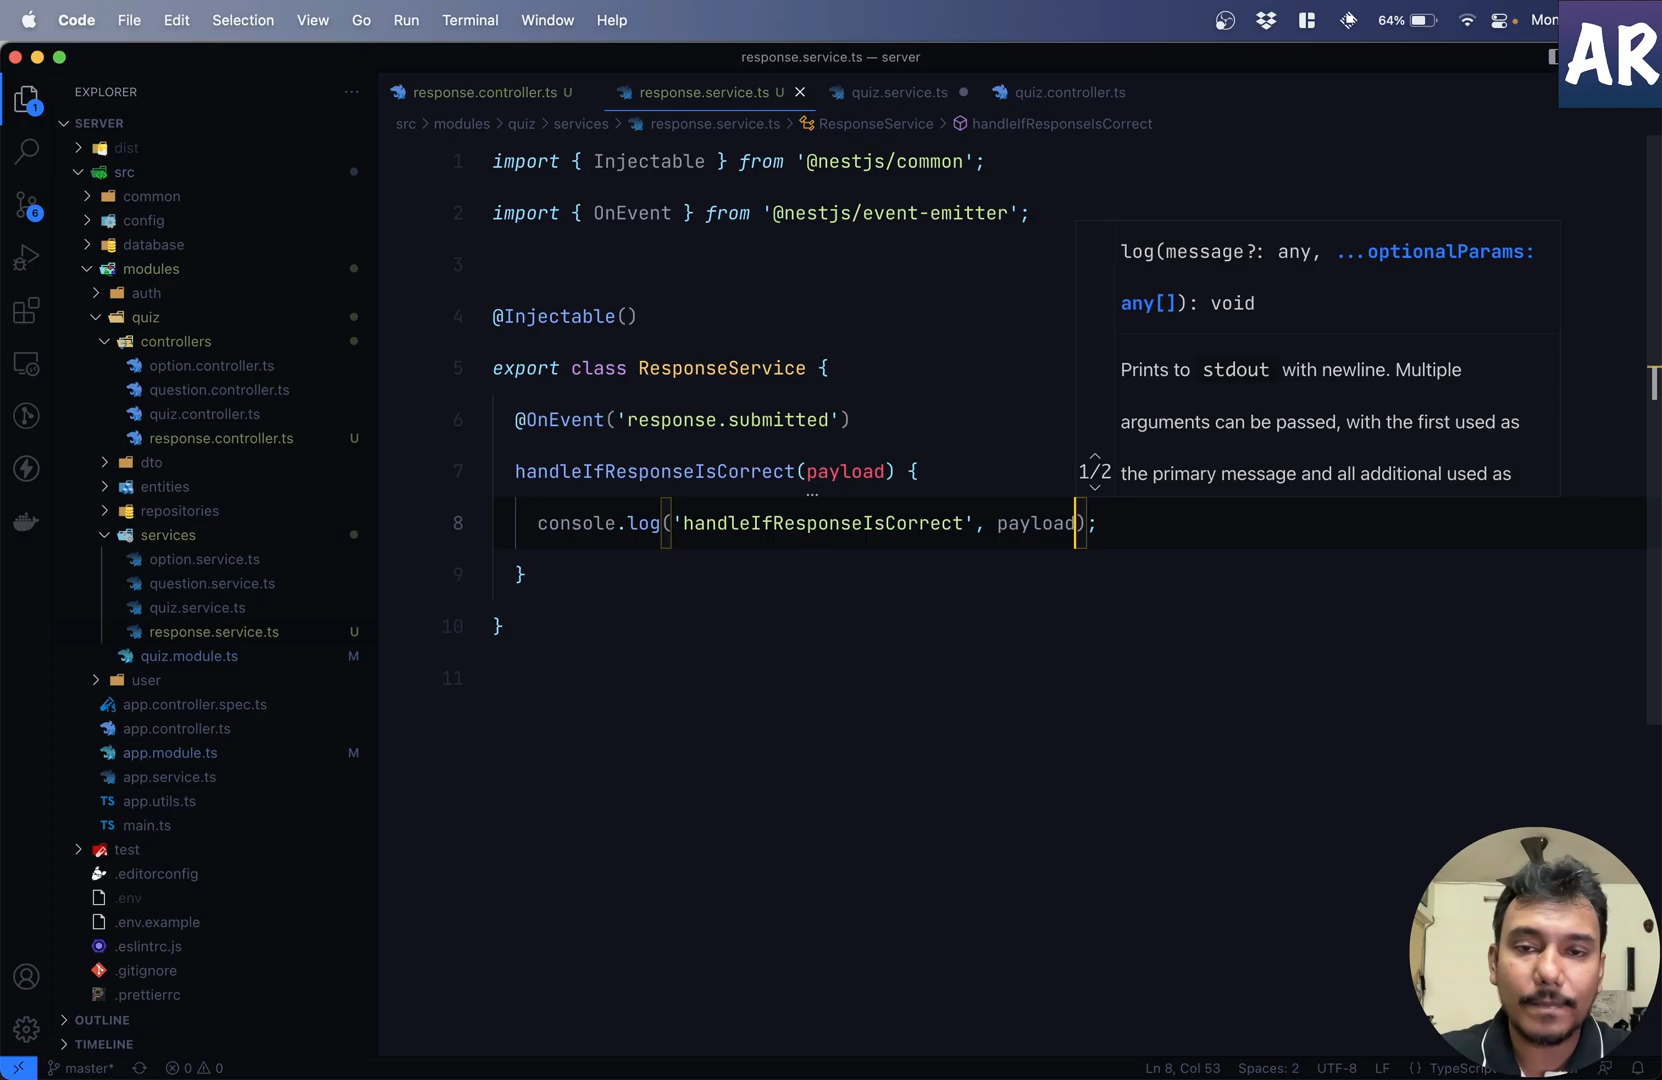 Code File Edit Selection View Go Run Terminal Window Help 64% Mon
AR
response.service.ts — server
EXPLORER
SERVER
dist
src
common
config
database
modules
auth
quiz
controllers
option.controller.ts
question.controller.ts
quiz.controller.ts
response.controller.ts U
dto
entities
repositories
services
option.service.ts
question.service.ts
quiz.service.ts
response.service.ts U
quiz.module.ts M
user
app.controller.spec.ts
app.controller.ts
app.module.ts M
app.service.ts
app.utils.ts
main.ts
test
.editorconfig
.env
.env.example
.eslintrc.js
.gitignore
.prettierrc
OUTLINE
TIMELINE
1
6
response.controller.ts U response.service.ts U quiz.service.ts quiz.controller.ts
src > modules > quiz > services > response.service.ts > ResponseService > handleIfResponseIsCorrect
1 import { Injectable } from '@nestjs/common';
2 import { OnEvent } from '@nestjs/event-emitter';
3
4 @Injectable()
5 export class ResponseService {
6 @OnEvent('response.submitted')
7 handleIfResponseIsCorrect(payload) {
8 console.log('handleIfResponseIsCorrect', payload);
9 }
10 }
11
log(message?: any, ...optionalParams:
any[]): void
Prints to stdout with newline. Multiple
arguments can be passed, with the first used as
1/2 the primary message and all additional used as
master* 0 0 Ln 8, Col 53 Spaces: 2 UTF-8 LF {}